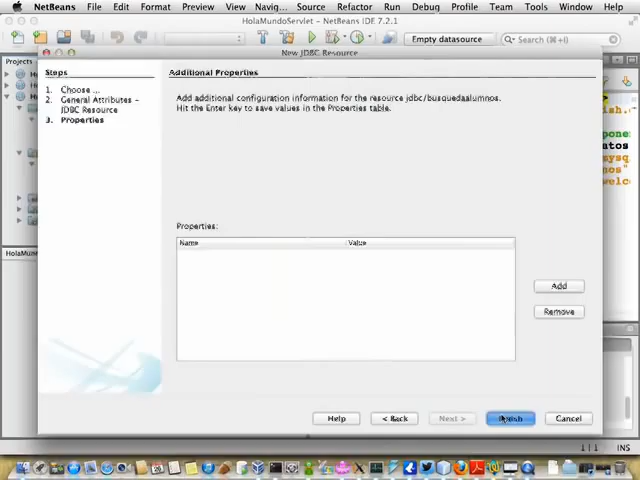 NetBeans File Edit Format Preview View Navig... Source Refactor Run Debug Profile Team Tools Window Help
HolaMundoServlet - NetBeans IDE 7.2.1
Empty datasource
Search (⌘+I)
Projects
New JDBC Resource
Steps
1. Choose ...
2. General Attributes -
JDBC Resource
3. Properties
Additional Properties
Add additional configuration information for the resource jdbc/busquedaalumnos.
Hit the Enter key to save values in the Properties table.
Properties:
Name Value
Add
Remove
Help < Back Next > Finish Cancel
HolaMun
1|1 INS